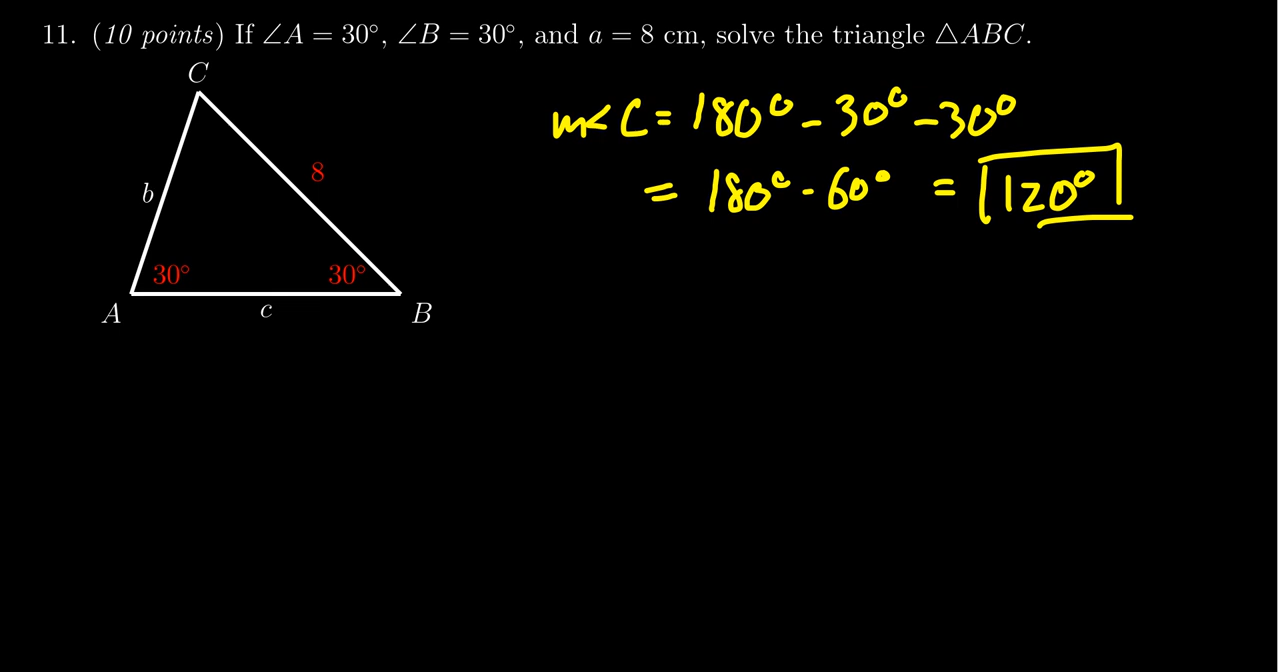 11. (10 points) If ∠A = 30°, ∠B = 30°, and a = 8 cm, solve the triangle △ABC.
C
m∢ C = 180° - 30° - 30°
8
= 180° - 60° = 120°
b
30° 30°
A c B